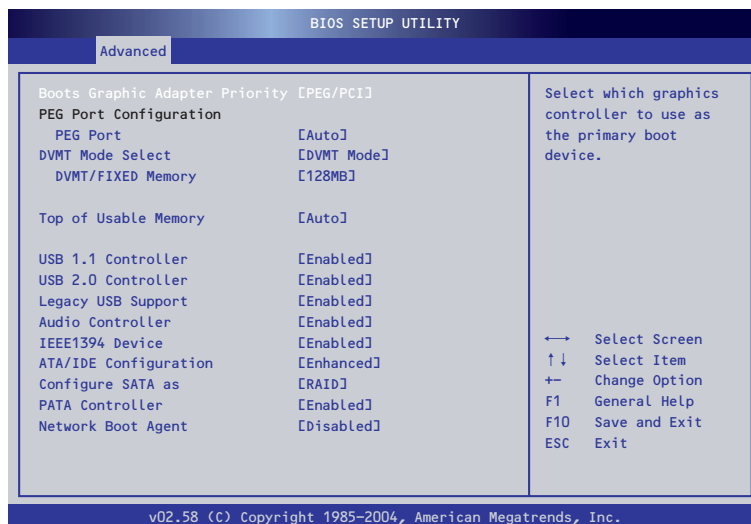 BIOS SETUP UTILITY
Advanced
Boots Graphic Adapter Priority [PEG/PCI]
PEG Port Configuration
PEG Port [Auto]
DVMT Mode Select [DVMT Mode]
DVMT/FIXED Memory [128MB]
Top of Usable Memory [Auto]
USB 1.1 Controller [Enabled]
USB 2.0 Controller [Enabled]
Legacy USB Support [Enabled]
Audio Controller [Enabled]
IEEE1394 Device [Enabled]
ATA/IDE Configuration [Enhanced]
Configure SATA as [RAID]
PATA Controller [Enabled]
Network Boot Agent [Disabled]
Select which graphics
controller to use as
the primary boot
device.
←→ Select Screen
↑↓ Select Item
+- Change Option
F1 General Help
F10 Save and Exit
ESC Exit
v02.58 (C) Copyright 1985-2004, American Megatrends, Inc.